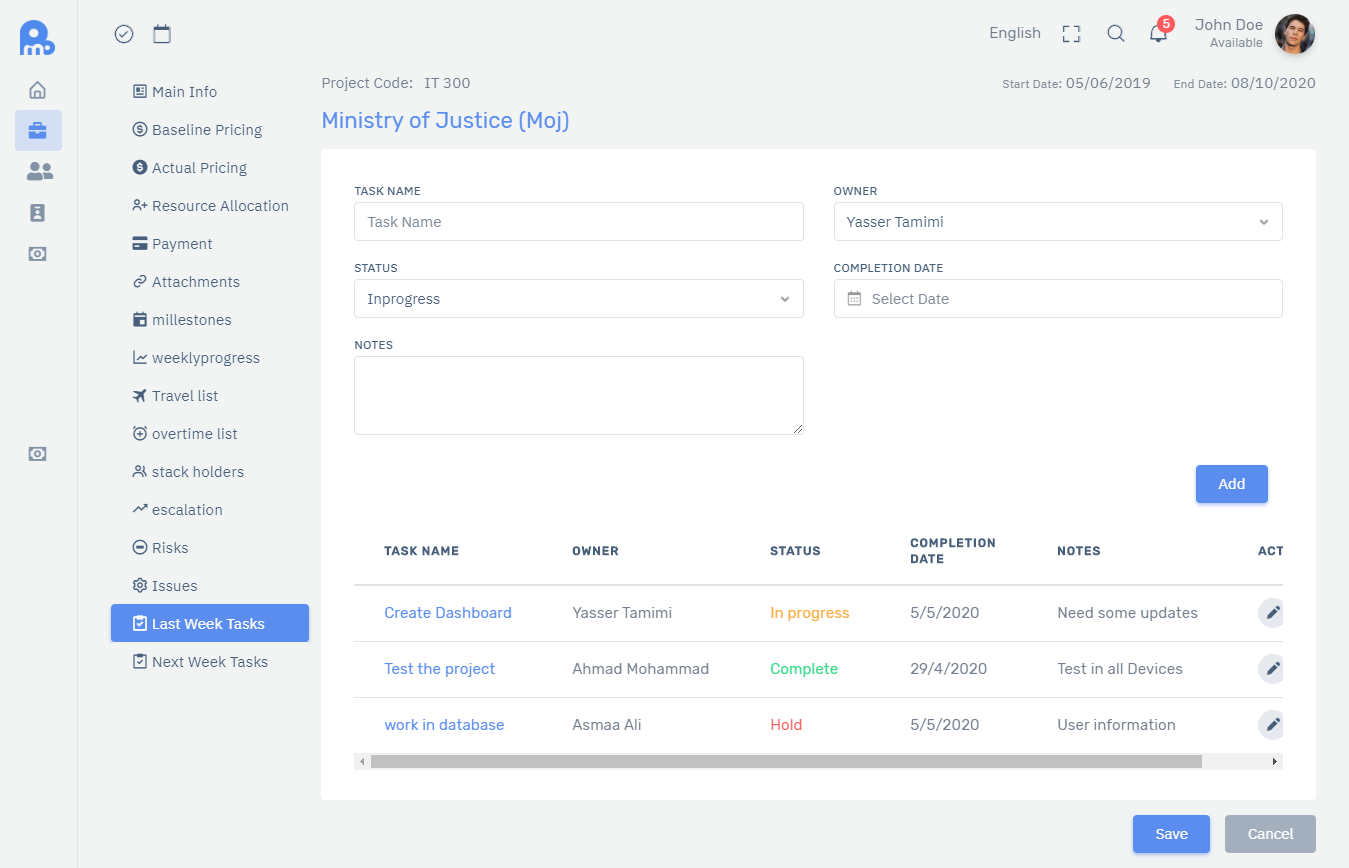 English
5
John Doe
Available
Main Info
Baseline Pricing
Actual Pricing
Resource Allocation
Payment
Attachments
millestones
weeklyprogress
Travel list
overtime list
stack holders
escalation
Risks
Issues
Last Week Tasks
Next Week Tasks
Project Code: IT 300
Start Date: 05/06/2019 End Date: 08/10/2020
Ministry of Justice (Moj)
TASK NAME
Task Name
OWNER
Yasser Tamimi
STATUS
Inprogress
COMPLETION DATE
Select Date
NOTES
Add
TASK NAME OWNER STATUS COMPLETION DATE NOTES ACT
Create Dashboard Yasser Tamimi In progress 5/5/2020 Need some updates
Test the project Ahmad Mohammad Complete 29/4/2020 Test in all Devices
work in database Asmaa Ali Hold 5/5/2020 User information
Save Cancel